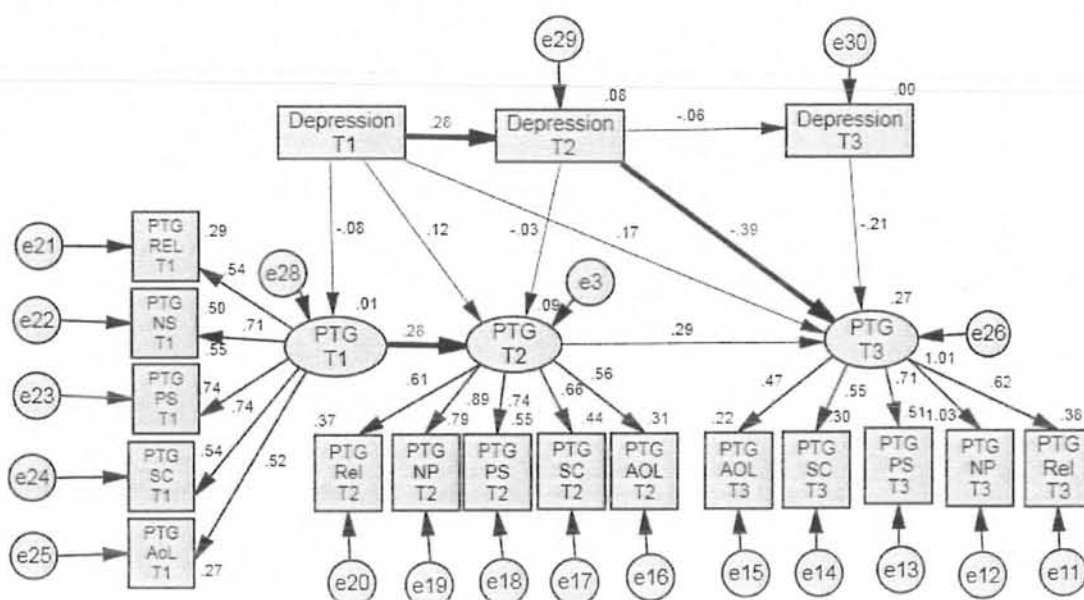 e29
e30
.08
.00
Depression
T1
.28
Depression
T2
-.06
Depression
T3
-.08
.12
-.03
.17
-.39
-.21
e21
PTG
REL
T1
.29
.54
e28
.01
e3
.09
.27
e22
PTG
NS
T1
.50
.71
.55
PTG
T1
.28
PTG
T2
.29
PTG
T3
e26
e23
PTG
PS
T1
.74
.74
e24
PTG
SC
T1
.54
.52
e25
PTG
AoL
T1
.27
.61
.89
.74
.66
.56
.47
.55
.71
1.01
.62
.37
.79
.55
.44
.31
.22
.30
.51
1.03
.38
PTG
Rel
T2
PTG
NP
T2
PTG
PS
T2
PTG
SC
T2
PTG
AOL
T2
PTG
AOL
T3
PTG
SC
T3
PTG
PS
T3
PTG
NP
T3
PTG
Rel
T3
e20
e19
e18
e17
e16
e15
e14
e13
e12
e11